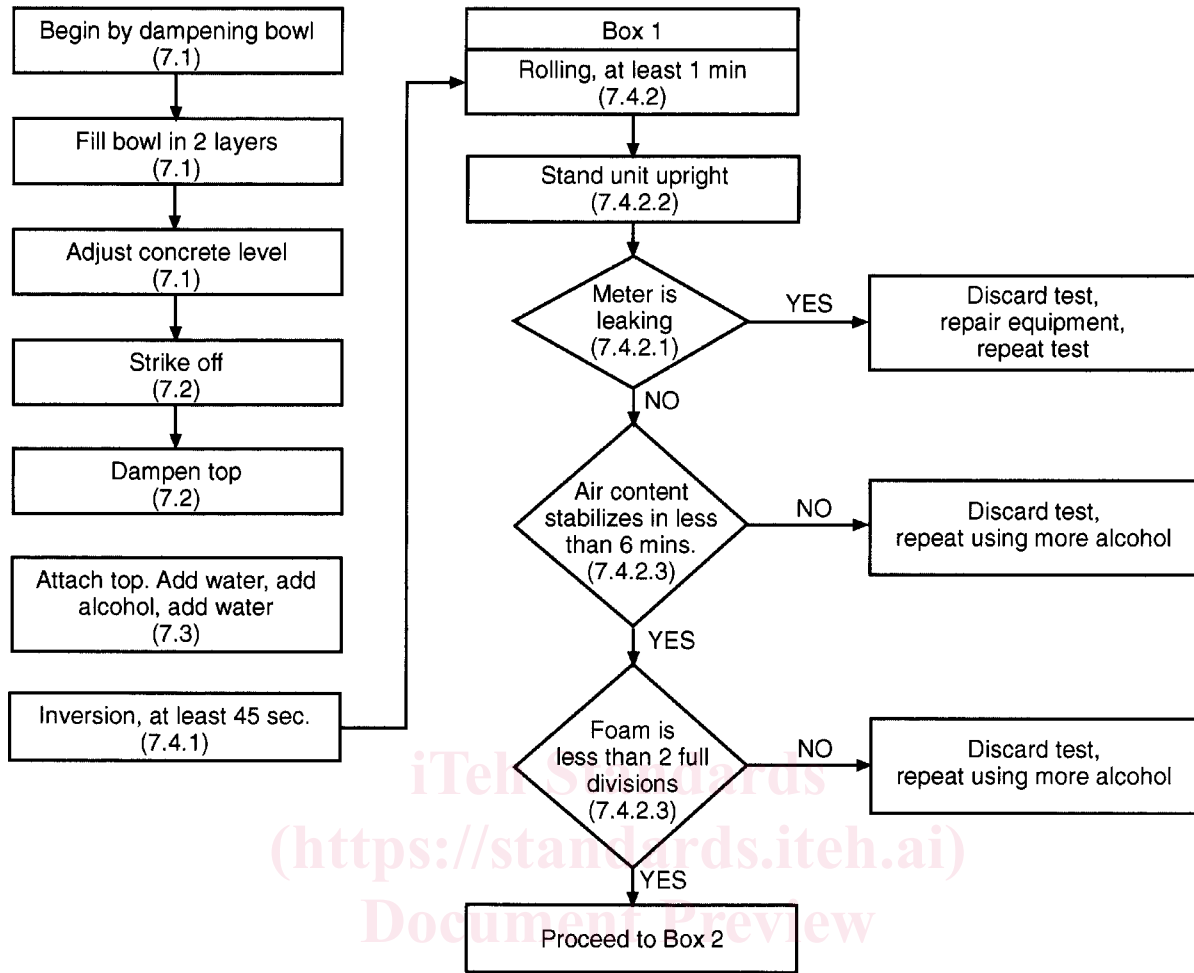 Begin by dampening bowl
(7.1)
Fill bowl in 2 layers
(7.1)
Adjust concrete level
(7.1)
Strike off
(7.2)
Dampen top
(7.2)
Attach top. Add water, add
alcohol, add water
(7.3)
Inversion, at least 45 sec.
(7.4.1)
Box 1
Rolling, at least 1 min
(7.4.2)
Stand unit upright
(7.4.2.2)
Meter is
leaking
(7.4.2.1)
YES
Discard test,
repair equipment,
repeat test
NO
Air content
stabilizes in less
than 6 mins.
(7.4.2.3)
NO
Discard test,
repeat using more alcohol
YES
Foam is
less than 2 full
divisions
(7.4.2.3)
NO
Discard test,
repeat using more alcohol
YES
Proceed to Box 2
iTeh Standards
(https://standards.iteh.ai)
Document Preview